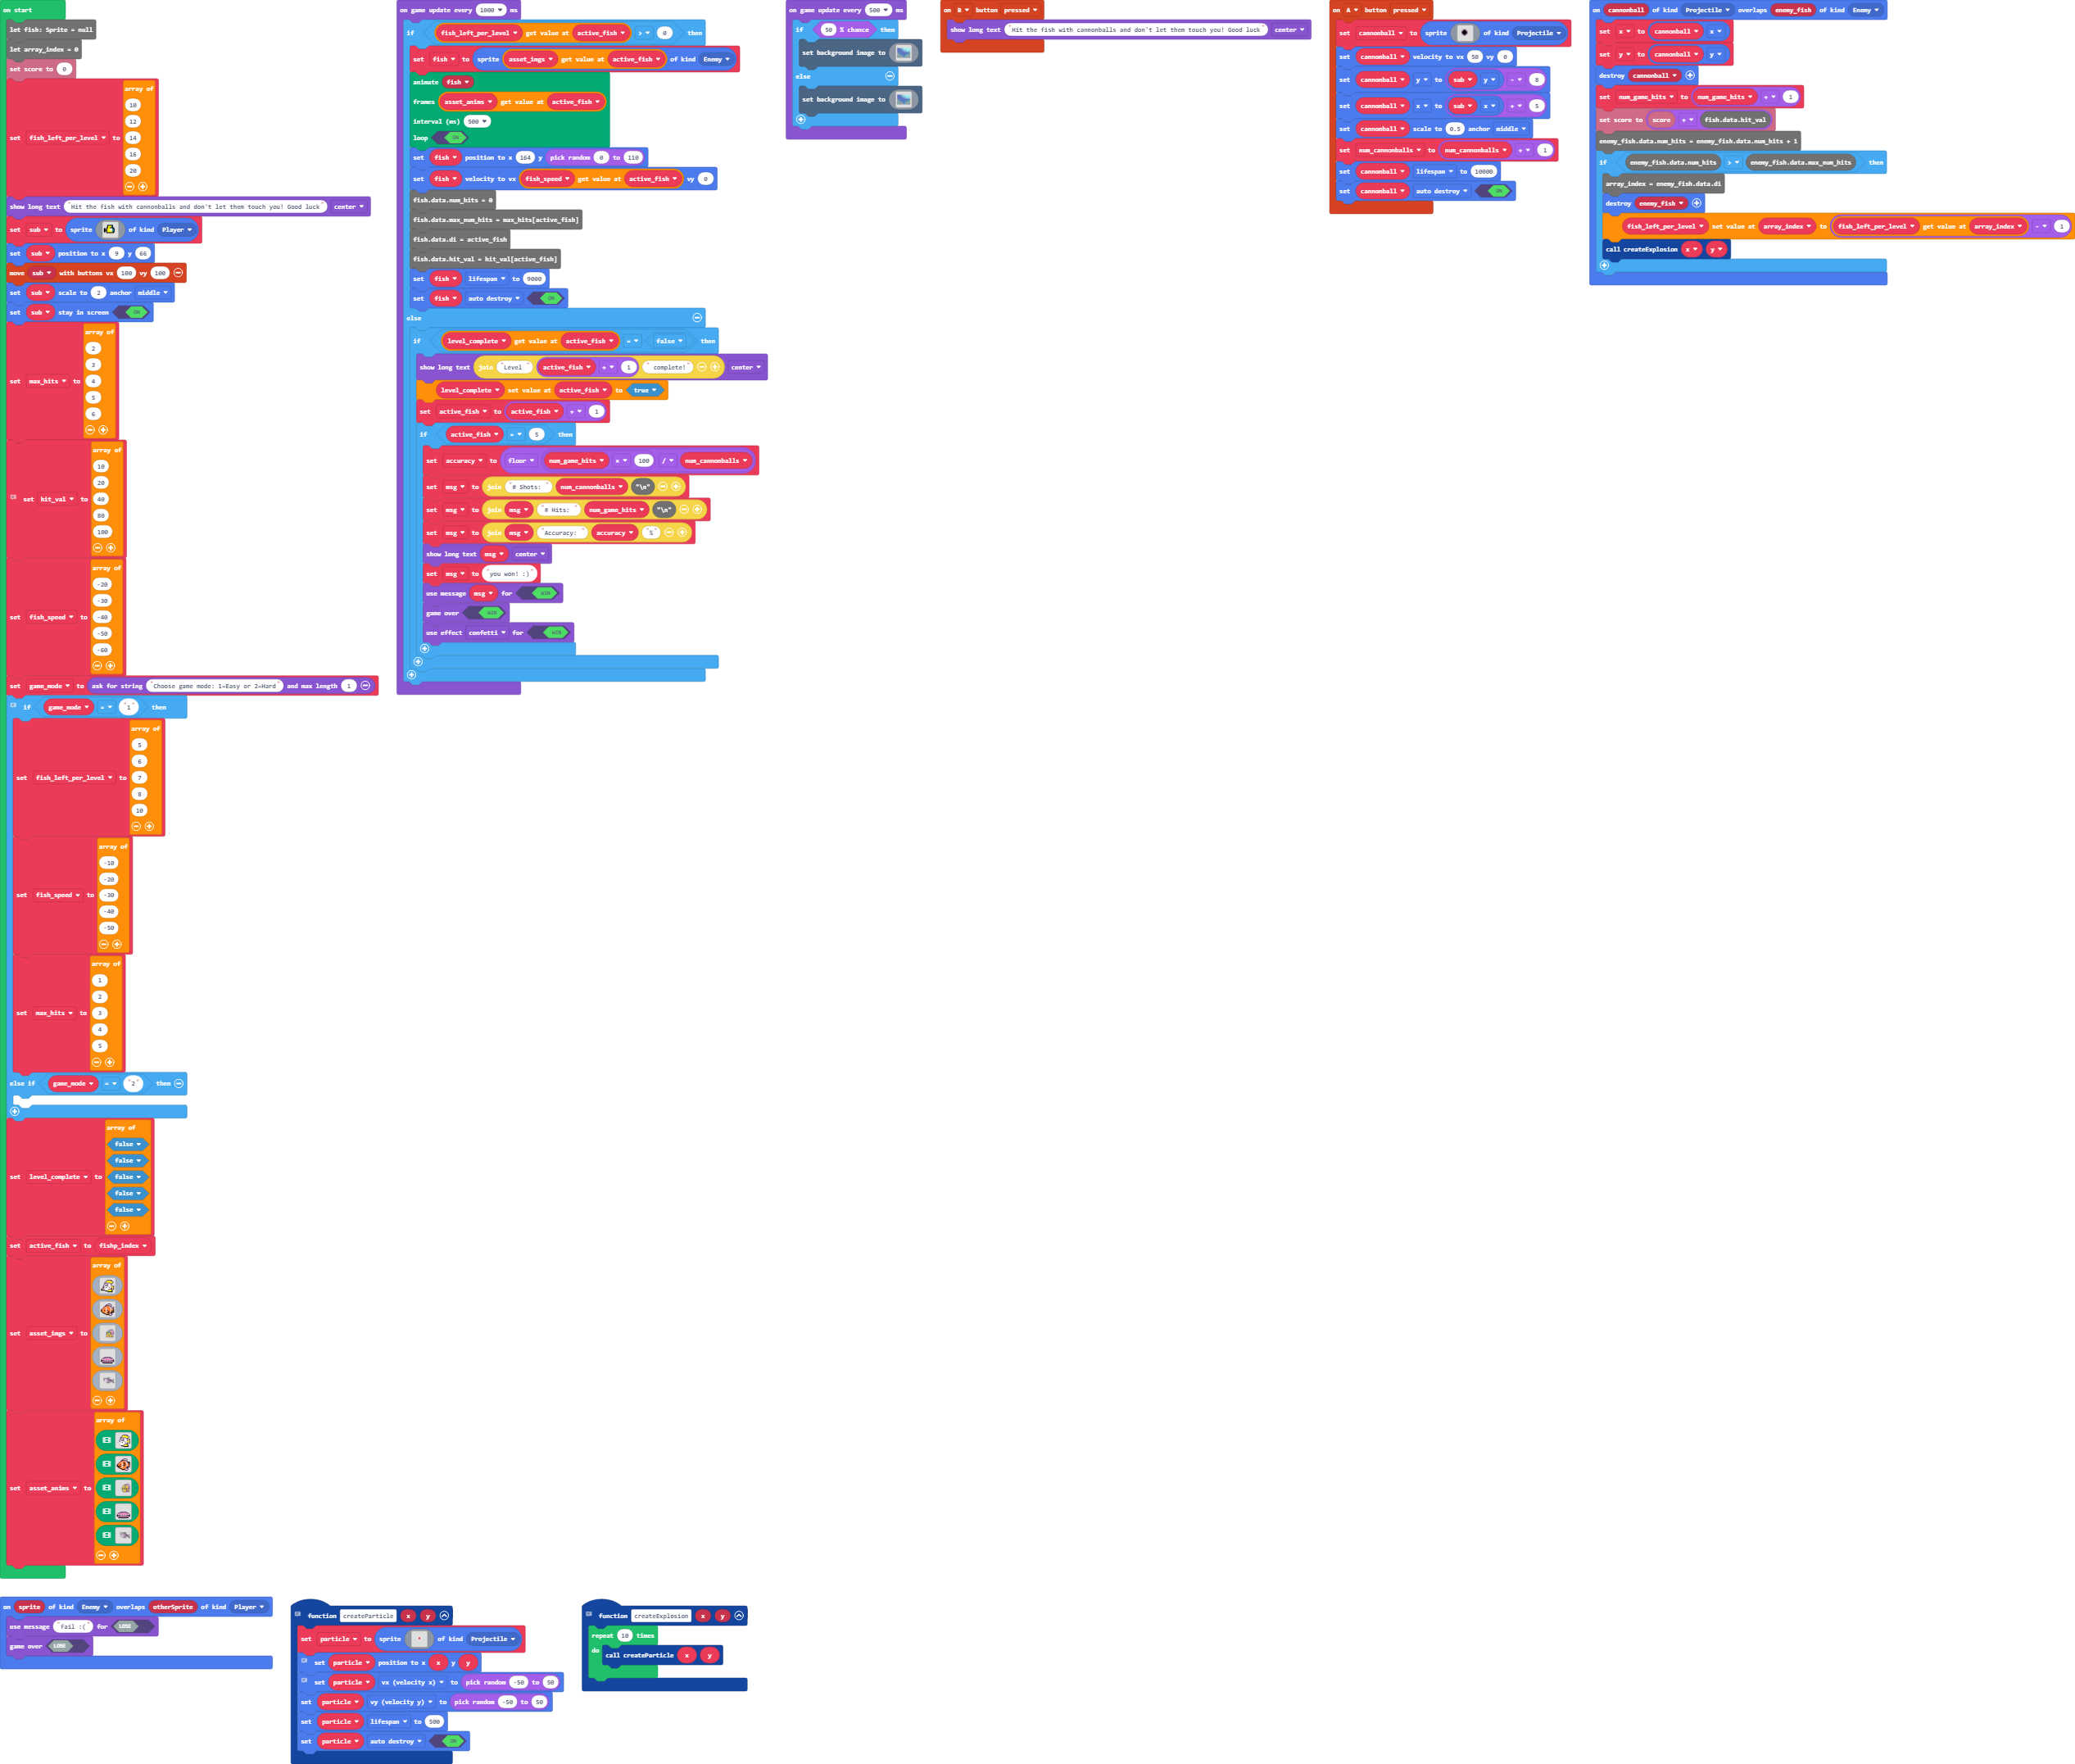 on start
let fish: Sprite = null
let array_index = 0
set score to 0
set fish_left_per_level to array of
10
12
14
16
20
show long text Hit the fish with cannonballs and don't let them touch you! Good luck center
set sub to sprite of kind Player
set sub position to x 9 y 66
move sub with buttons vx 100 vy 100
set sub scale to 2 anchor middle
set sub stay in screen ON
set max_hits to array of
2
3
4
5
6
set hit_val to array of
10
20
40
80
100
set fish_speed to array of
-20
-30
-40
-50
-60
set game_mode to ask for string Choose game mode: 1=Easy or 2=Hard and max length 1
if game_mode = "1" then
set fish_left_per_level to array of
5
6
7
8
10
set fish_speed to array of
-10
-20
-30
-40
-50
set max_hits to array of
1
2
3
4
5
else if game_mode = "2" then
set level_complete to array of
false
false
false
false
false
set active_fish to fishp_index
set asset_imgs to array of
set asset_anims to array of
on game update every 1000 ms
if fish_left_per_level get value at active_fish > 0 then
set fish to sprite asset_imgs get value at active_fish of kind Enemy
animate fish
frames asset_anims get value at active_fish
interval (ms) 500
loop ON
set fish position to x 164 y pick random 0 to 110
set fish velocity to vx fish_speed get value at active_fish vy 0
fish.data.num_hits = 0
fish.data.max_num_hits = max_hits[active_fish]
fish.data.di = active_fish
fish.data.hit_val = hit_val[active_fish]
set fish lifespan to 9000
set fish auto destroy ON
else
if level_complete get value at active_fish = false then
show long text join Level active_fish + 1 complete! center
level_complete set value at active_fish to true
set active_fish to active_fish + 1
if active_fish = 5 then
set accuracy to floor num_game_hits x 100 / num_cannonballs
set msg to join # Shots: num_cannonballs "\n"
set msg to join msg # Hits: num_game_hits "\n"
set msg to join msg Accuracy: accuracy %
show long text msg center
set msg to you won! :)
use message msg for WIN
game over WIN
use effect confetti for WIN
on game update every 500 ms
if 50 % chance then
set background image to
else
set background image to
on B button pressed
show long text Hit the fish with cannonballs and don't let them touch you! Good luck center
on A button pressed
set cannonball to sprite of kind Projectile
set cannonball velocity to vx 50 vy 0
set cannonball y to sub y - 8
set cannonball x to sub x + 5
set cannonball scale to 0.5 anchor middle
set num_cannonballs to num_cannonballs + 1
set cannonball lifespan to 10000
set cannonball auto destroy ON
on cannonball of kind Projectile overlaps enemy_fish of kind Enemy
set x to cannonball x
set y to cannonball y
destroy cannonball
set num_game_hits to num_game_hits + 1
set score to score + fish.data.hit_val
enemy_fish.data.num_hits = enemy_fish.data.num_hits + 1
if enemy_fish.data.num_hits > enemy_fish.data.max_num_hits then
array_index = enemy_fish.data.di
destroy enemy_fish
fish_left_per_level set value at array_index to fish_left_per_level get value at array_index - 1
call createExplosion x y
on sprite of kind Enemy overlaps otherSprite of kind Player
use message fail :( for LOSE
game over LOSE
function createParticle x y
set particle to sprite of kind Projectile
set particle position to x x y y
set particle vx (velocity x) to pick random -50 to 50
set particle vy (velocity y) to pick random -50 to 50
set particle lifespan to 500
set particle auto destroy ON
function createExplosion x y
repeat 10 times
do call createParticle x y